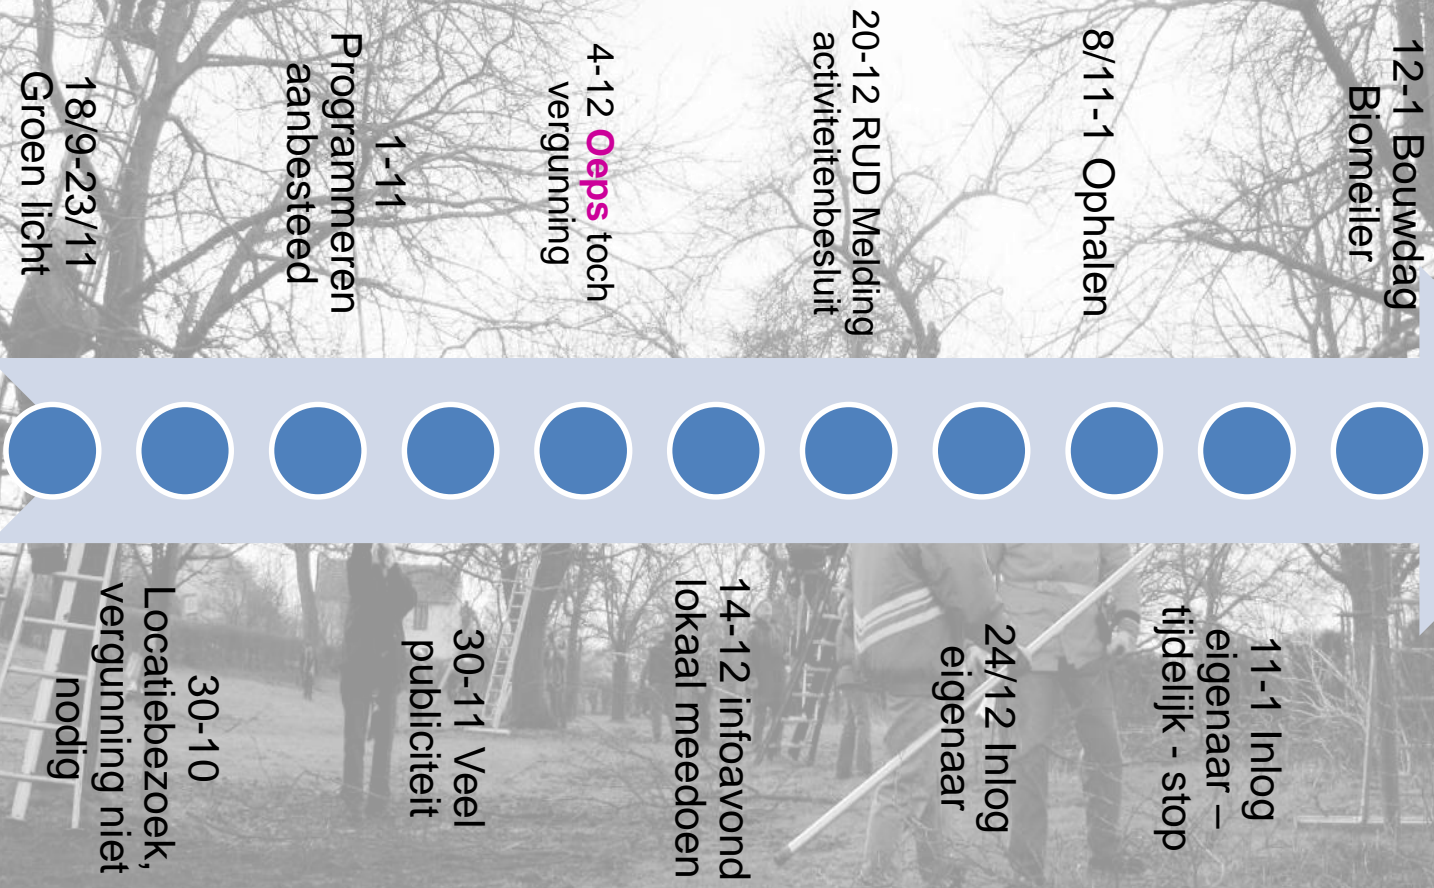 18/9-23/11
Groen licht
30-10
Locatiebezoek,
vergunning niet
nodig
1-11
Programmeren
aanbesteed
30-11 Veel
publiciteit
4-12 Oeps toch
vergunning
14-12 infoavond
lokaal meedoen
20-12 RUD Melding
activiteitenbesluit
24/12 Inlog
eigenaar
8/11-1 Ophalen
11-1 Inlog
eigenaar –
tijdelijk - stop
12-1 Bouwdag
Biomeiler